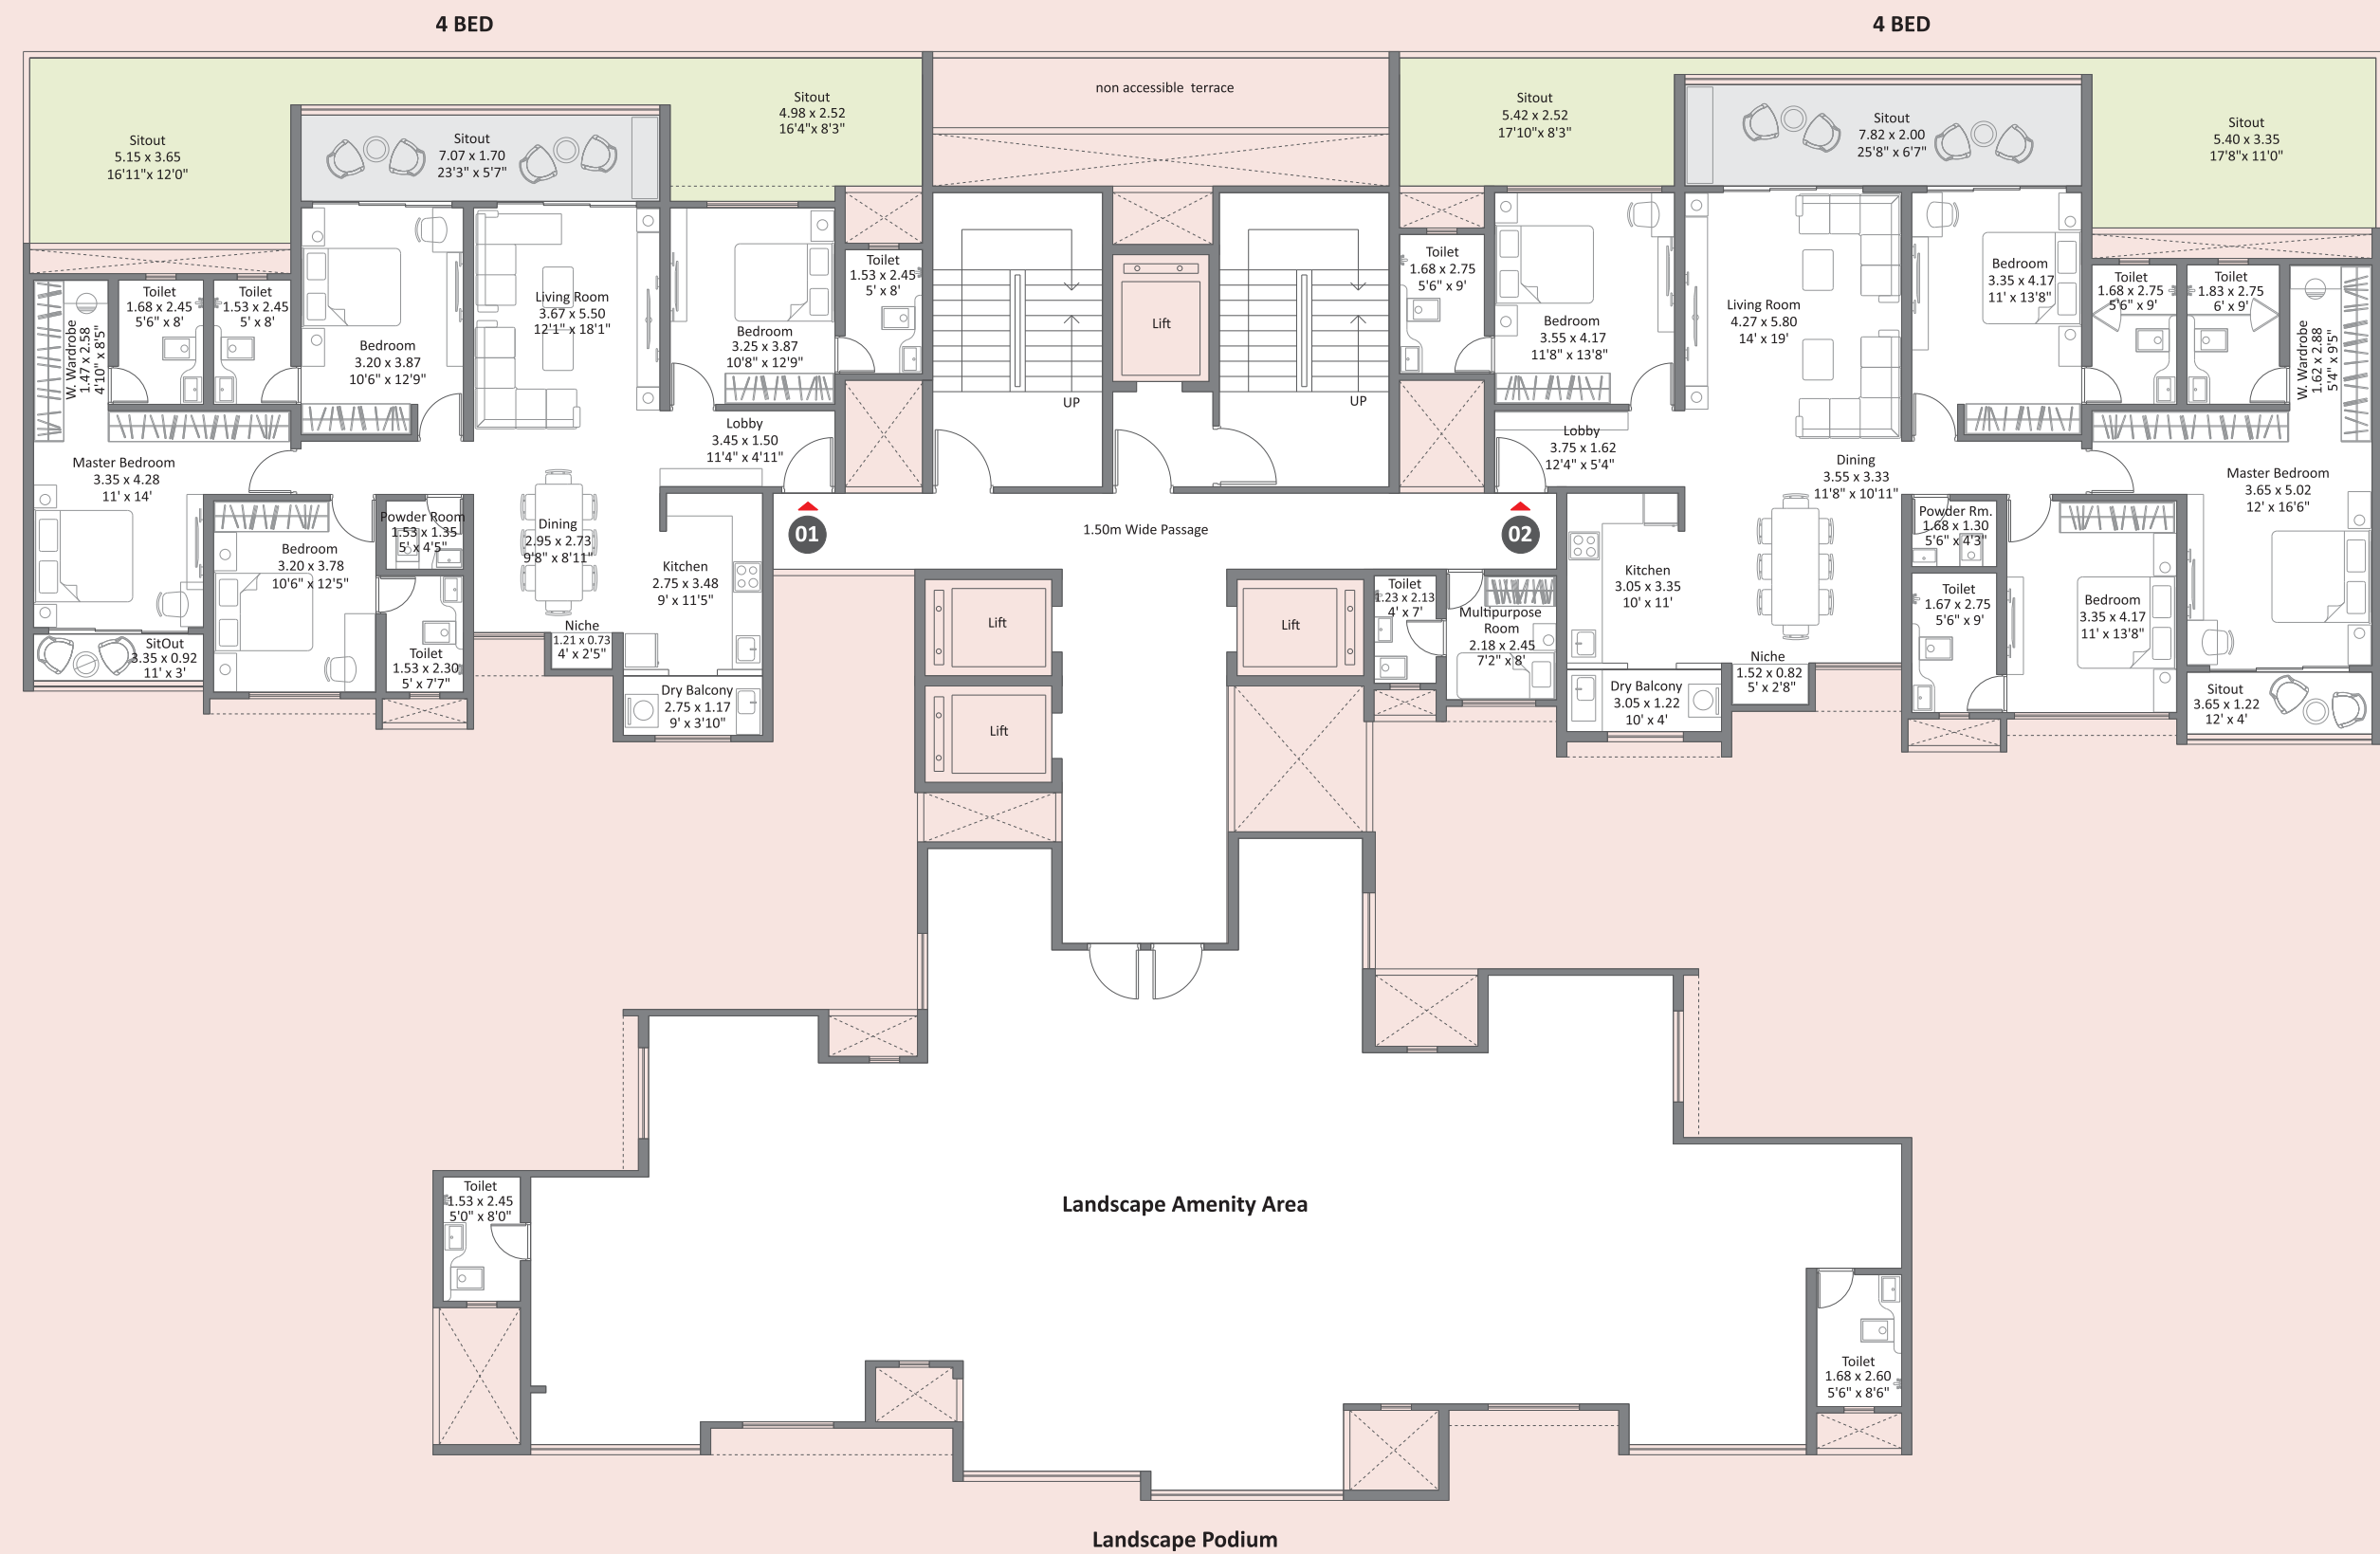 4 BED
4 BED
non accessible terrace
Sitout
5.15 x 3.65
16'11"x 12'0"
Sitout
7.07 x 1.70
23'3" x 5'7"
Sitout
4.98 x 2.52
16'4"x 8'3"
Sitout
5.42 x 2.52
17'10"x 8'3"
Sitout
7.82 x 2.00
25'8" x 6'7"
Sitout
5.40 x 3.35
17'8"x 11'0"
W. Wardrobe
1.47 x 2.58
4'10" x 8'5"
Toilet
1.68 x 2.45
5'6" x 8'
Toilet
1.53 x 2.45
5' x 8'
Bedroom
3.20 x 3.87
10'6" x 12'9"
Living Room
3.67 x 5.50
12'1" x 18'1"
Bedroom
3.25 x 3.87
10'8" x 12'9"
Toilet
1.53 x 2.45
5' x 8'
UP
Lift
UP
Toilet
1.68 x 2.75
5'6" x 9'
Bedroom
3.55 x 4.17
11'8" x 13'8"
Living Room
4.27 x 5.80
14' x 19'
Bedroom
3.35 x 4.17
11' x 13'8"
Toilet
1.68 x 2.75
5'6" x 9'
Toilet
1.83 x 2.75
6' x 9'
W. Wardrobe
1.62 x 2.88
5'4" x 9'5"
Master Bedroom
3.35 x 4.28
11' x 14'
Lobby
3.45 x 1.50
11'4" x 4'11"
Lobby
3.75 x 1.62
12'4" x 5'4"
Dining
3.55 x 3.33
11'8" x 10'11"
Master Bedroom
3.65 x 5.02
12' x 16'6"
Bedroom
3.20 x 3.78
10'6" x 12'5"
Powder Room
1.53 x 1.35
5' x 4'5"
Dining
2.95 x 2.73
9'8" x 8'11"
Kitchen
2.75 x 3.48
9' x 11'5"
01
1.50m Wide Passage
02
Kitchen
3.05 x 3.35
10' x 11'
Powder Rm.
1.68 x 1.30
5'6" x 4'3"
Toilet
1.67 x 2.75
5'6" x 9'
Bedroom
3.35 x 4.17
11' x 13'8"
SitOut
3.35 x 0.92
11' x 3'
Toilet
1.53 x 2.30
5' x 7'7"
Niche
1.21 x 0.73
4' x 2'5"
Dry Balcony
2.75 x 1.17
9' x 3'10"
Lift
Lift
Lift
Toilet
1.23 x 2.13
4' x 7'
Multipurpose
Room
2.18 x 2.45
7'2" x 8'
Dry Balcony
3.05 x 1.22
10' x 4'
Niche
1.52 x 0.82
5' x 2'8"
Sitout
3.65 x 1.22
12' x 4'
Toilet
1.53 x 2.45
5'0" x 8'0"
Landscape Amenity Area
Toilet
1.68 x 2.60
5'6" x 8'6"
Landscape Podium